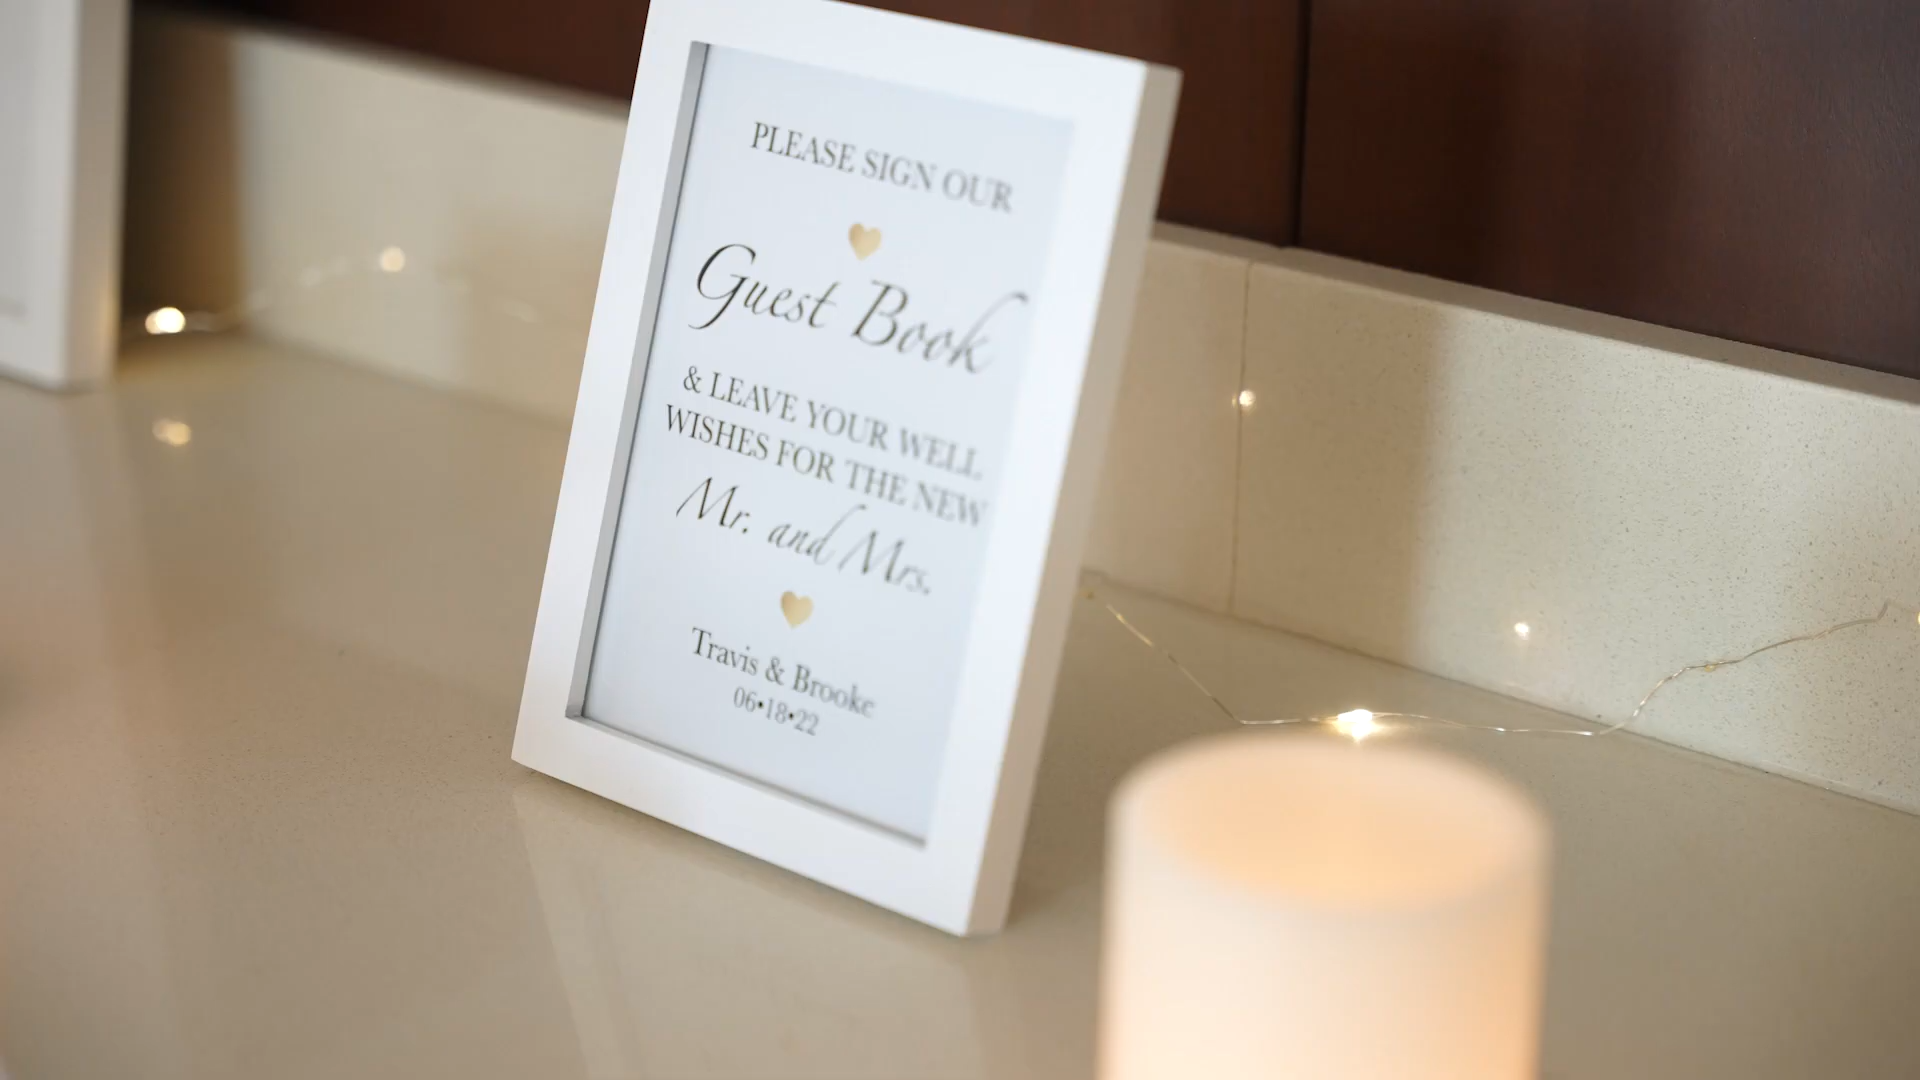 PLEASE SIGN OUR
Guest Book
& LEAVE YOUR WELL
WISHES FOR THE NEW
Mr. and Mrs.
Travis & Brooke
06•18•22